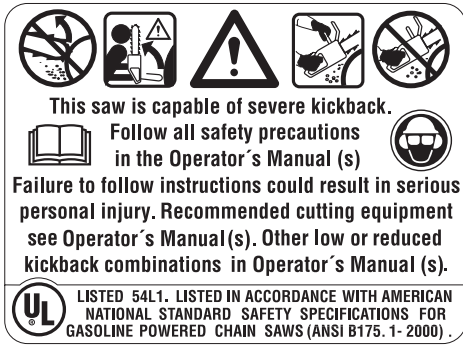 This saw is capable of severe kickback.
Follow all safety precautions
in the Operator´s Manual (s)
Failure to follow instructions could result in serious
personal injury. Recommended cutting equipment
see Operator´s Manual(s). Other low or reduced
kickback combinations in Operator´s Manual (s).
UL
LISTED 54L1. LISTED IN ACCORDANCE WITH AMERICAN
NATIONAL STANDARD SAFETY SPECIFICATIONS FOR
GASOLINE POWERED CHAIN SAWS (ANSI B175. 1- 2000) .